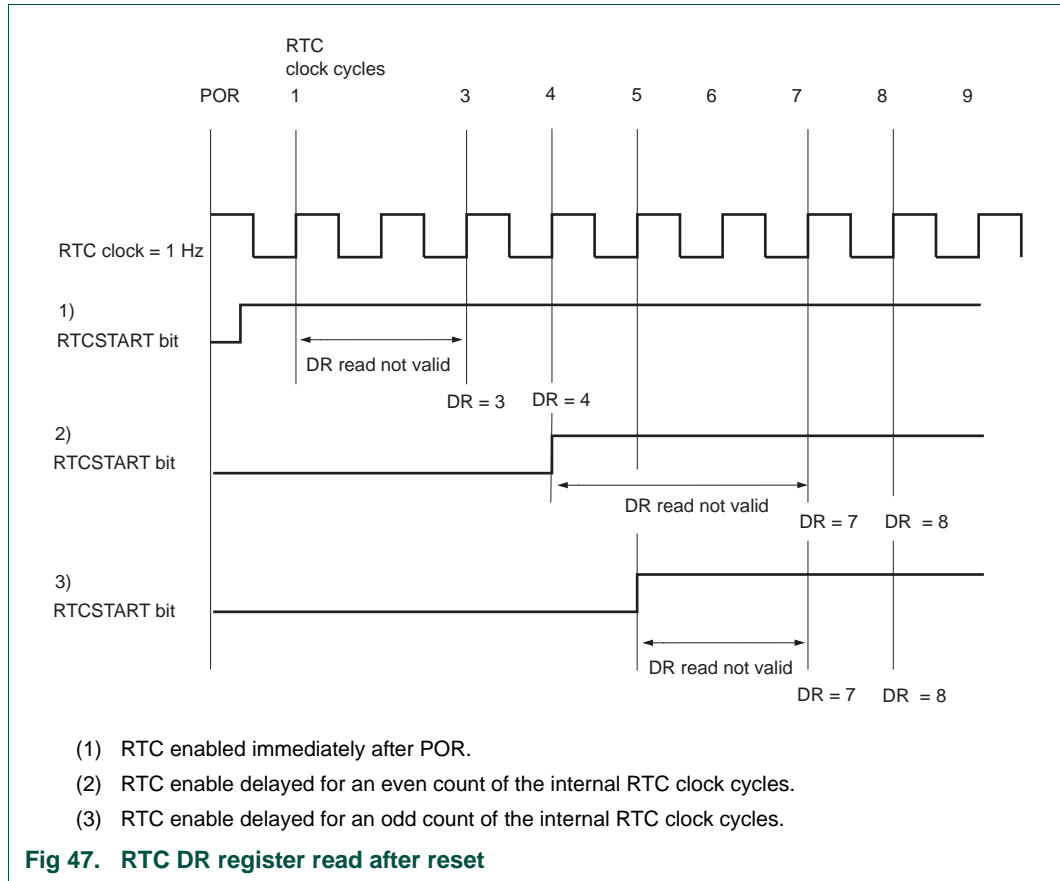 RTC
clock cycles
POR 1 3 4 5 6 7 8 9
RTC clock = 1 Hz
1)
RTCSTART bit
DR read not valid
DR = 3 DR = 4
2)
RTCSTART bit
DR read not valid
DR = 7 DR = 8
3)
RTCSTART bit
DR read not valid
DR = 7 DR = 8
(1) RTC enabled immediately after POR.
(2) RTC enable delayed for an even count of the internal RTC clock cycles.
(3) RTC enable delayed for an odd count of the internal RTC clock cycles.
Fig 47. RTC DR register read after reset